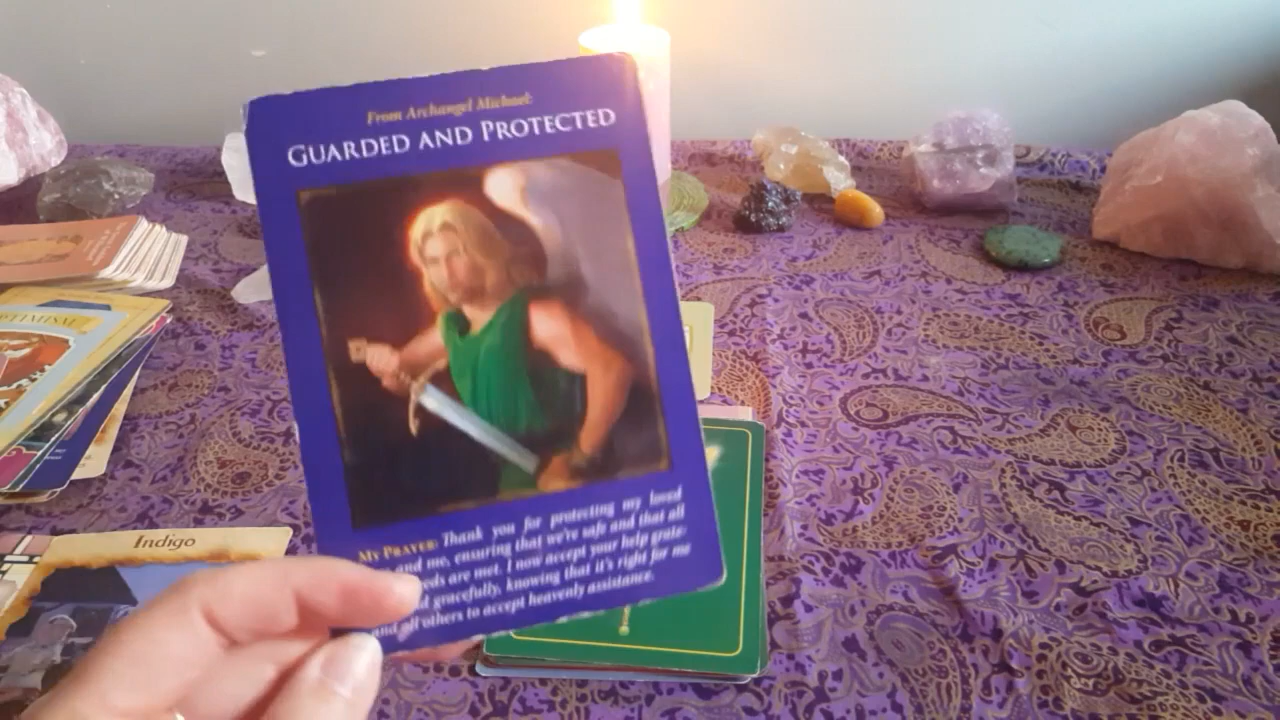 From Archangel Michael:
GUARDED AND PROTECTED
MY PRAYER: Thank you for protecting my loved
and me, ensuring that we're safe and that all
eds are met. I now accept your help grate-
d gracefully, knowing that it's right for me
and all others to accept heavenly assistance.
PTIMISM
Indigo